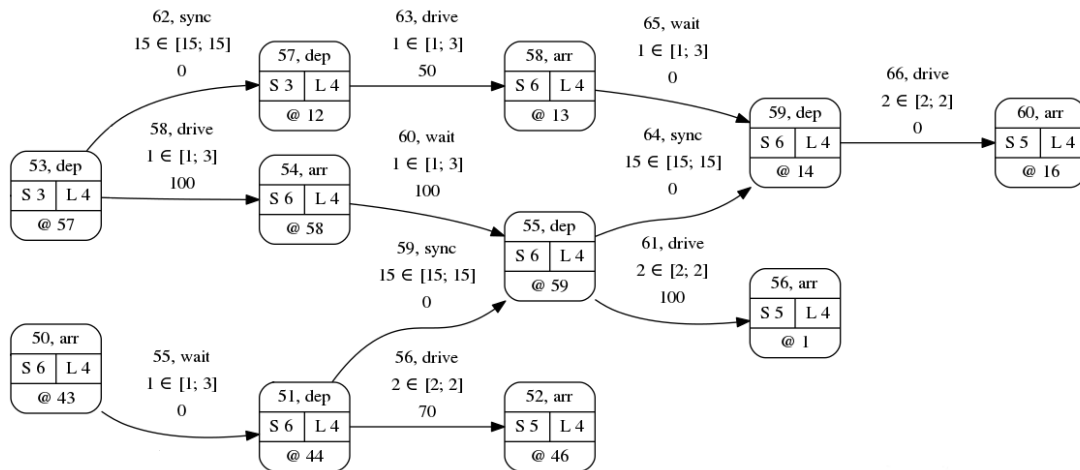 62, sync
15 ∈ [15; 15]
0
57, dep
S 3 L 4
@ 12
63, drive
1 ∈ [1; 3]
50
58, arr
S 6 L 4
@ 13
65, wait
1 ∈ [1; 3]
0
59, dep
S 6 L 4
@ 14
66, drive
2 ∈ [2; 2]
0
60, arr
S 5 L 4
@ 16
53, dep
S 3 L 4
@ 57
58, drive
1 ∈ [1; 3]
100
54, arr
S 6 L 4
@ 58
60, wait
1 ∈ [1; 3]
100
64, sync
15 ∈ [15; 15]
0
55, dep
S 6 L 4
@ 59
59, sync
15 ∈ [15; 15]
0
61, drive
2 ∈ [2; 2]
100
56, arr
S 5 L 4
@ 1
50, arr
S 6 L 4
@ 43
55, wait
1 ∈ [1; 3]
0
51, dep
S 6 L 4
@ 44
56, drive
2 ∈ [2; 2]
70
52, arr
S 5 L 4
@ 46